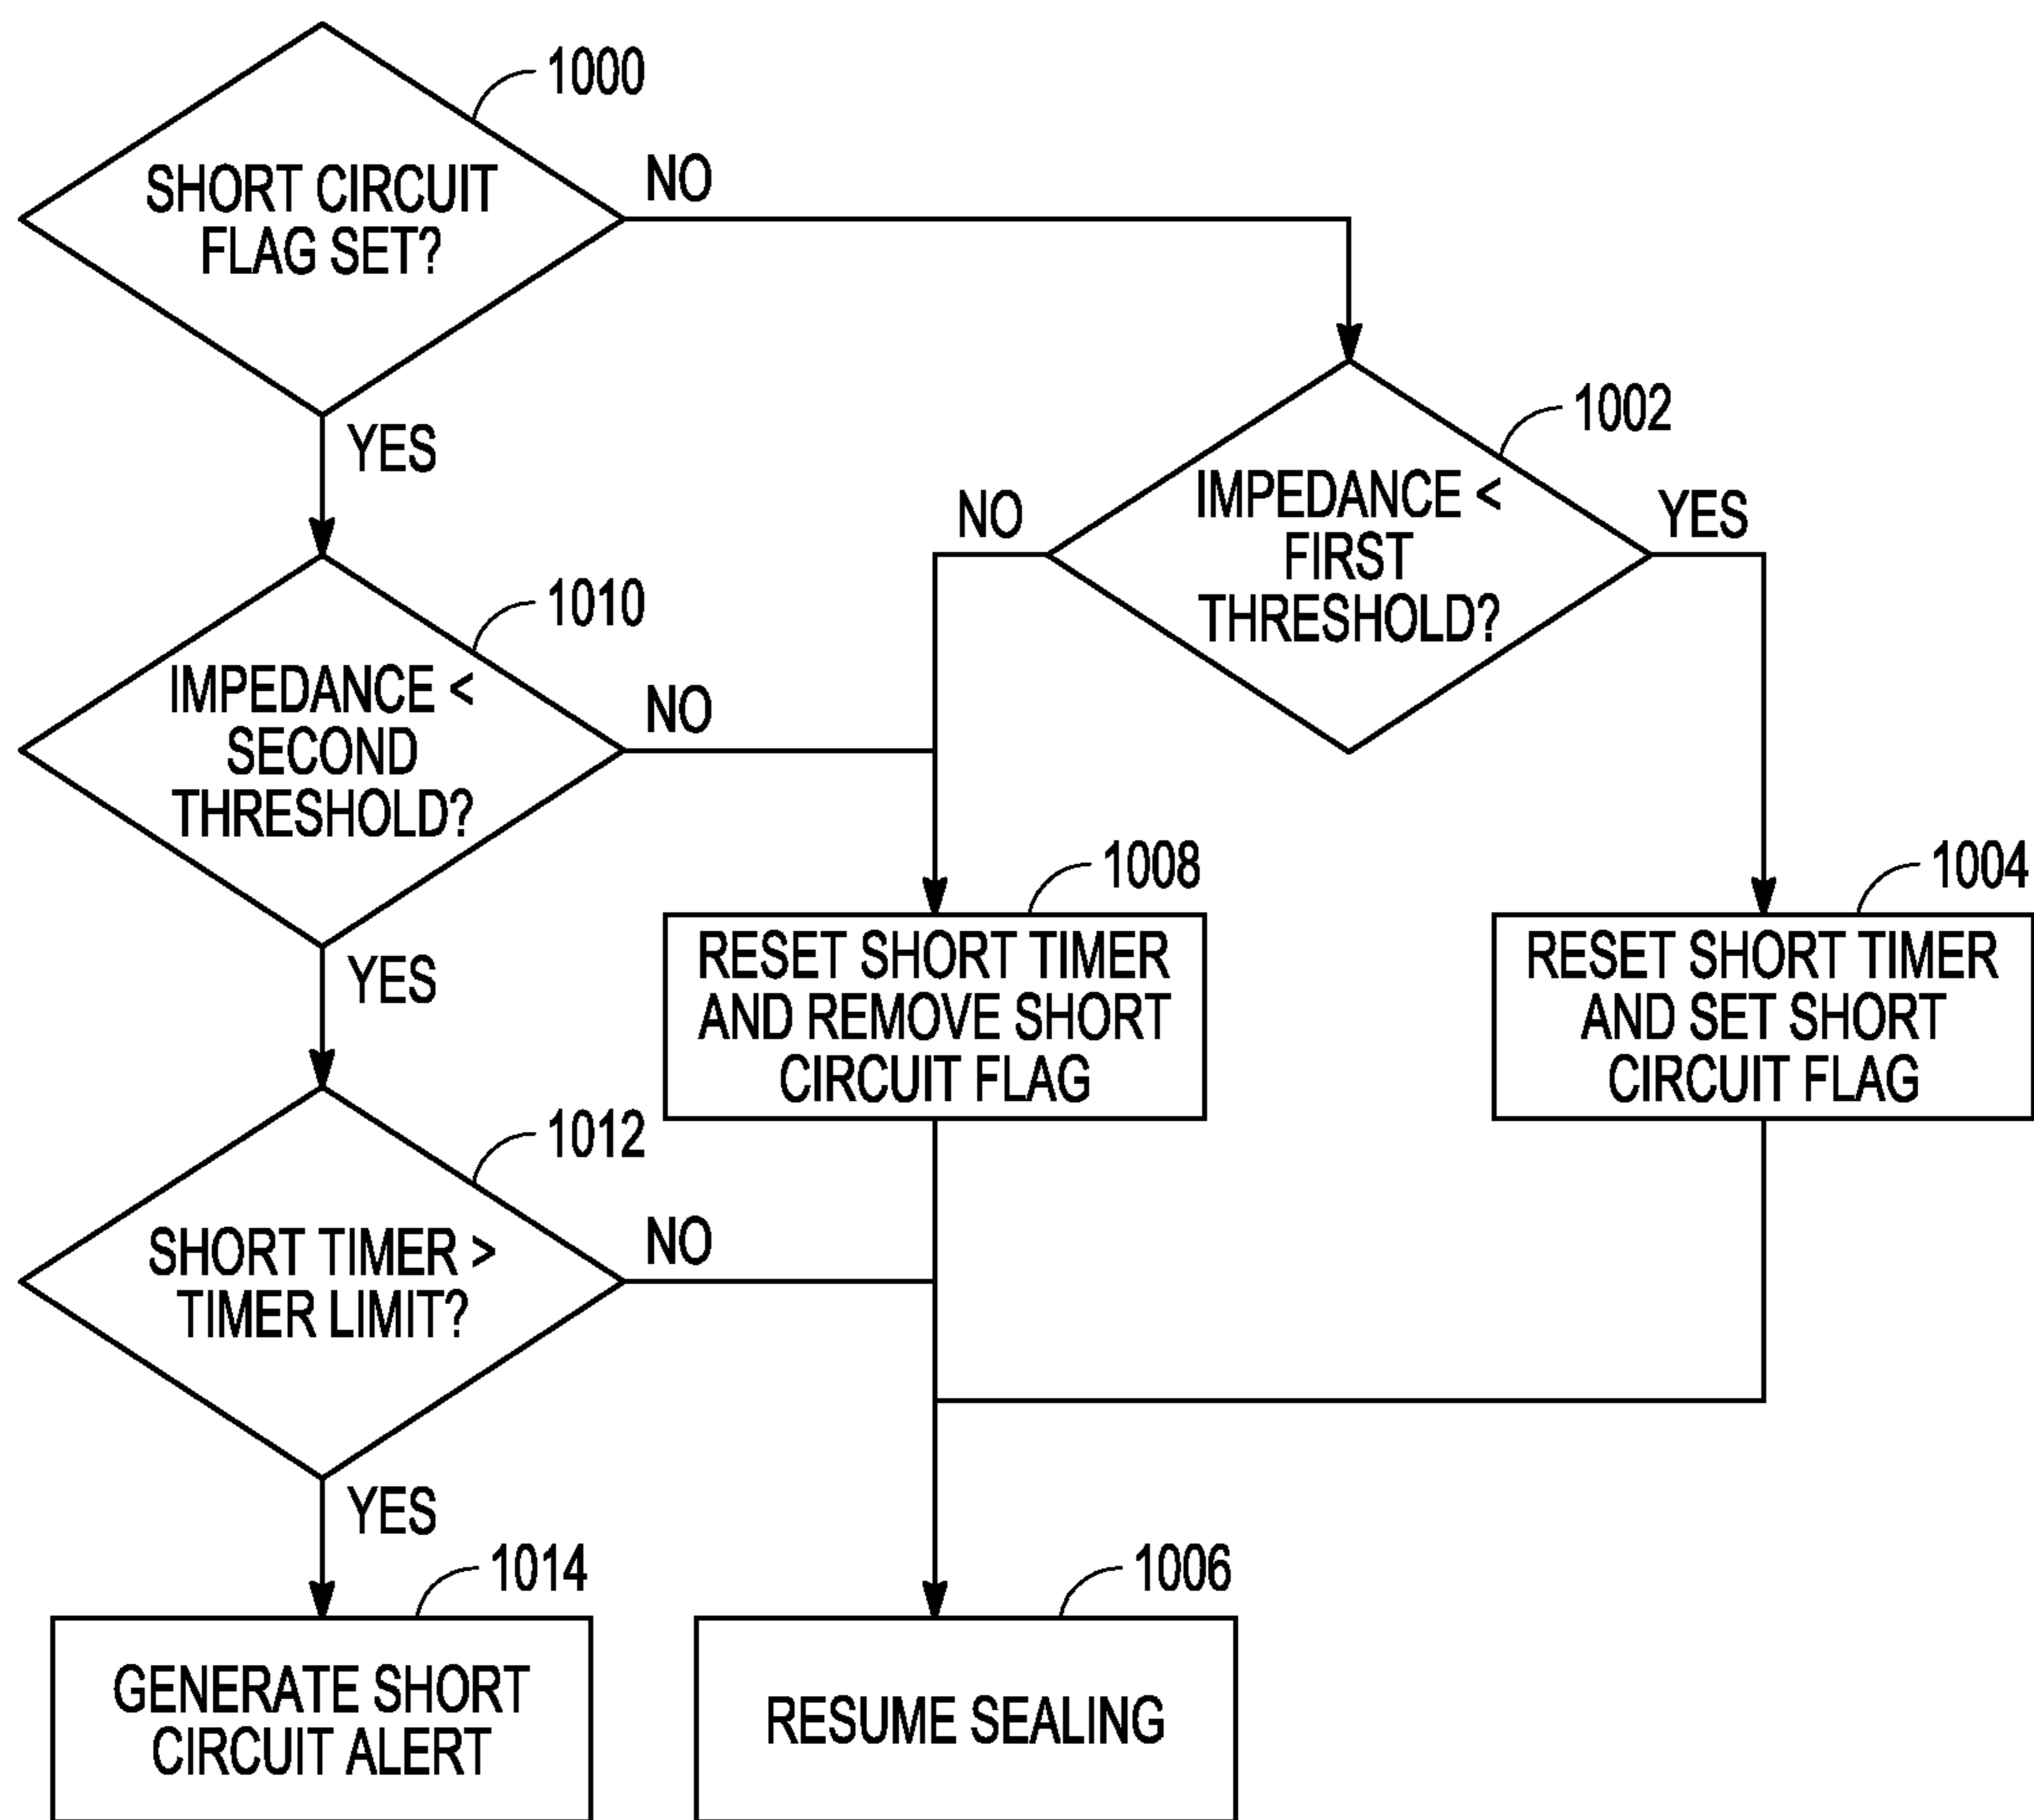 1000
SHORT CIRCUIT
FLAG SET?
NO
YES
1002
IMPEDANCE <
FIRST
THRESHOLD?
NO
YES
1010
IMPEDANCE <
SECOND
THRESHOLD?
NO
YES
1008
RESET SHORT TIMER
AND REMOVE SHORT
CIRCUIT FLAG
1004
RESET SHORT TIMER
AND SET SHORT
CIRCUIT FLAG
1012
SHORT TIMER >
TIMER LIMIT?
NO
YES
1014
GENERATE SHORT
CIRCUIT ALERT
1006
RESUME SEALING